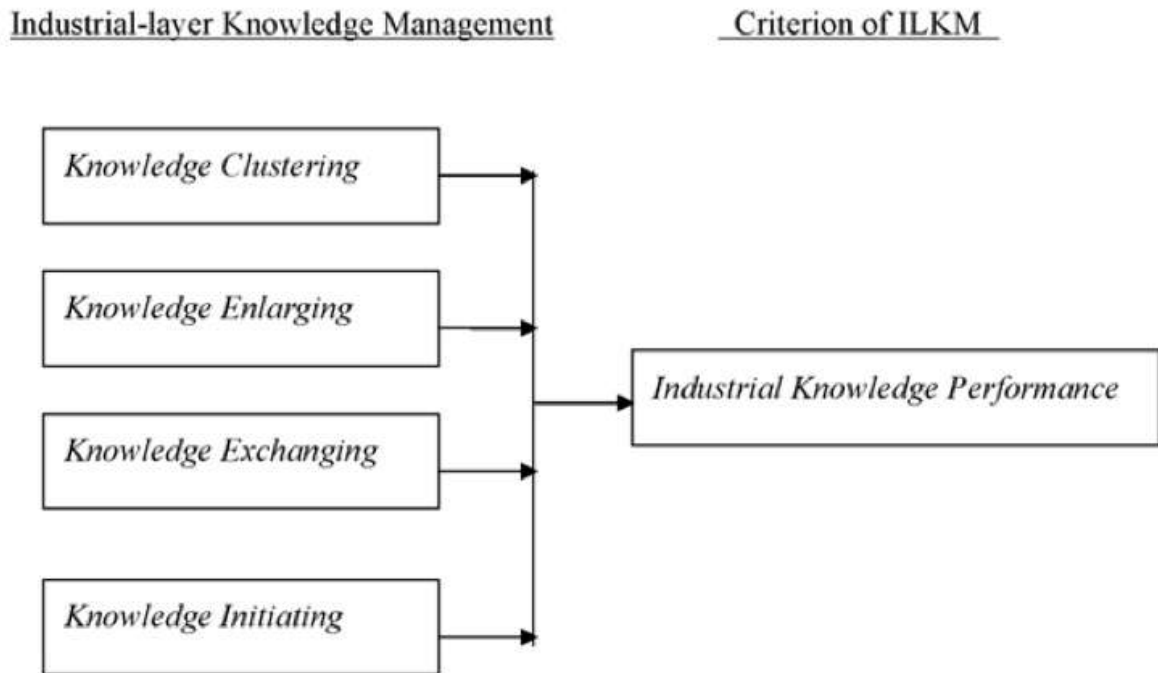 Industrial-layer Knowledge Management
Criterion of ILKM
Knowledge Clustering
Knowledge Enlarging
Knowledge Exchanging
Knowledge Initiating
Industrial Knowledge Performance